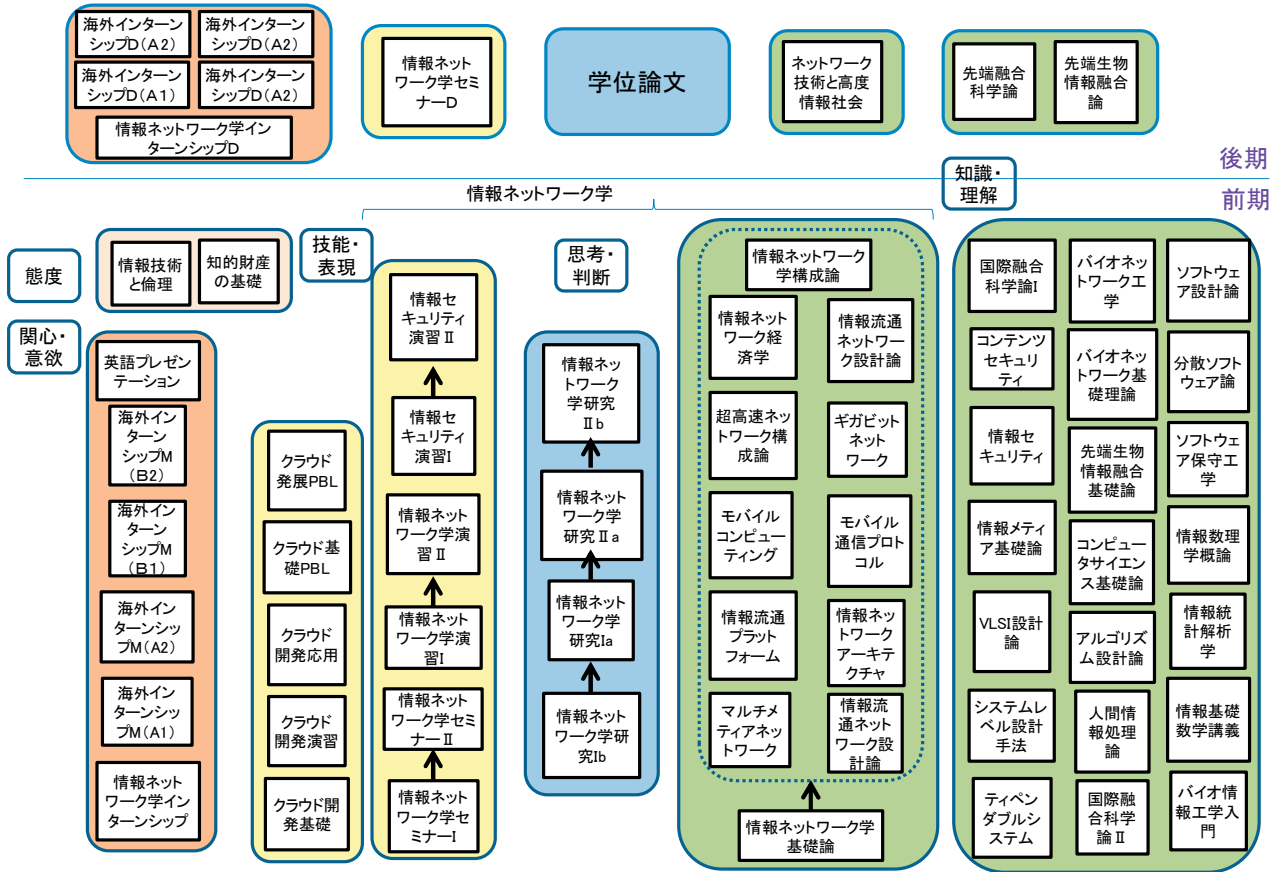 海外インターン
シップD(A2)
海外インターン
シップD(A2)
海外インターン
シップD(A1)
海外インターン
シップD(A2)
情報ネットワーク学イン
ターンシップD
情報ネット
ワーク学セミ
ナーD
学位論文
ネットワーク
技術と高度
情報社会
先端融合
科学論
先端生物
情報融合
論
後期
前期
情報ネットワーク学
知識・
理解
態度
情報技術
と倫理
知的財産
の基礎
技能・
表現
思考・
判断
関心・
意欲
英語プレゼン
テーション
海外インター
ンシップM
(B2)
海外インター
ンシップM
(B1)
海外インタ
ーンシッ
プM(A2)
海外インタ
ーンシッ
プM(A1)
情報ネット
ワーク学イン
ターンシップ
クラウド
発展PBL
クラウド基
礎PBL
クラウド
開発応用
クラウド
開発演習
クラウド開
発基礎
情報セ
キュリティ
演習Ⅱ
情報セ
キュリティ
演習I
情報ネット
ワーク学演
習Ⅱ
情報ネット
ワーク学演
習I
情報ネット
ワーク学セミ
ナーⅡ
情報ネット
ワーク学セ
ミナーI
情報ネッ
トワーク
学研究
Ⅱb
情報ネット
ワーク学
研究Ⅱa
情報ネット
ワーク学
研究Ia
情報ネット
ワーク学研
究Ib
情報ネットワーク
学構成論
情報ネット
ワーク経
済学
情報流通
ネットワー
ク設計論
超高速ネッ
トワーク構
成論
ギガビット
ネット
ワーク
モバイル
コンピュー
ティング
モバイル
通信プロト
コル
情報流通
プラット
フォーム
情報ネッ
トワーク
アーキテ
クチャ
マルチメ
ティアネット
ワーク
情報流
通ネット
ワーク設
計論
情報ネットワーク学
基礎論
国際融合
科学論I
バイオネッ
トワークエ
学
ソフトウェ
ア設計論
コンテンツ
セキュリ
ティ
バイオネッ
トワーク基
礎理論
分散ソフト
ウェア論
情報セ
キュリティ
先端生物
情報融合
基礎論
ソフトウェ
ア保守工
学
情報メティ
ア基礎論
コンピュー
タサイエン
ス基礎論
情報数理
学概論
VLSI設計
論
アルゴリズ
ム設計論
情報統
計解析
学
システムレ
ベル設計
手法
人間情
報処理
論
情報基礎
数学講義
ティペン
ダブルシ
ステム
国際融
合科学
論Ⅱ
バイオ情
報工学入
門